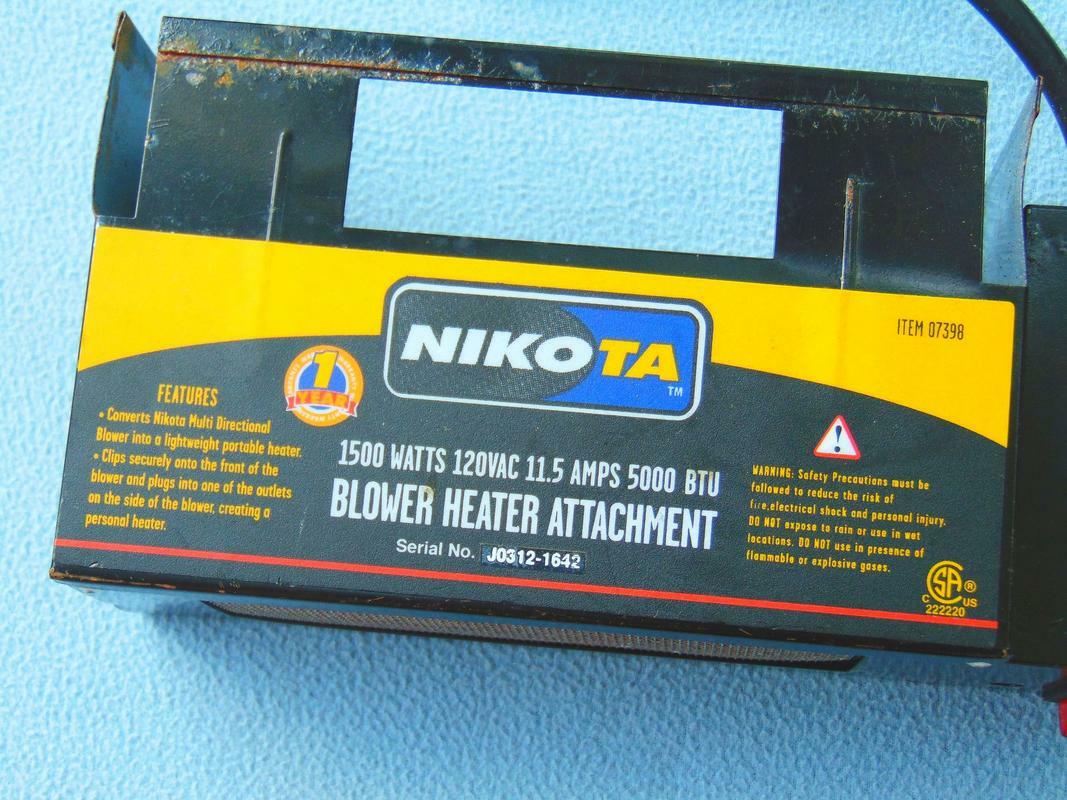 ITEM 07398
NIKOTA
TM
1
YEAR
FEATURES
• Converts Nikota Multi Directional
Blower into a lightweight portable heater.
• Clips securely onto the front of the
blower and plugs into one of the outlets
on the side of the blower, creating a
personal heater.
1500 WATTS 120VAC 11.5 AMPS 5000 BTU
BLOWER HEATER ATTACHMENT
Serial No. J0312-1642
!
WARNING: Safety Precautions must be
followed to reduce the risk of
fire,electrical shock and personal injury.
DO NOT expose to rain or use in wet
locations. DO NOT use in presence of
flammable or explosive gases.
C SA ® US
222220